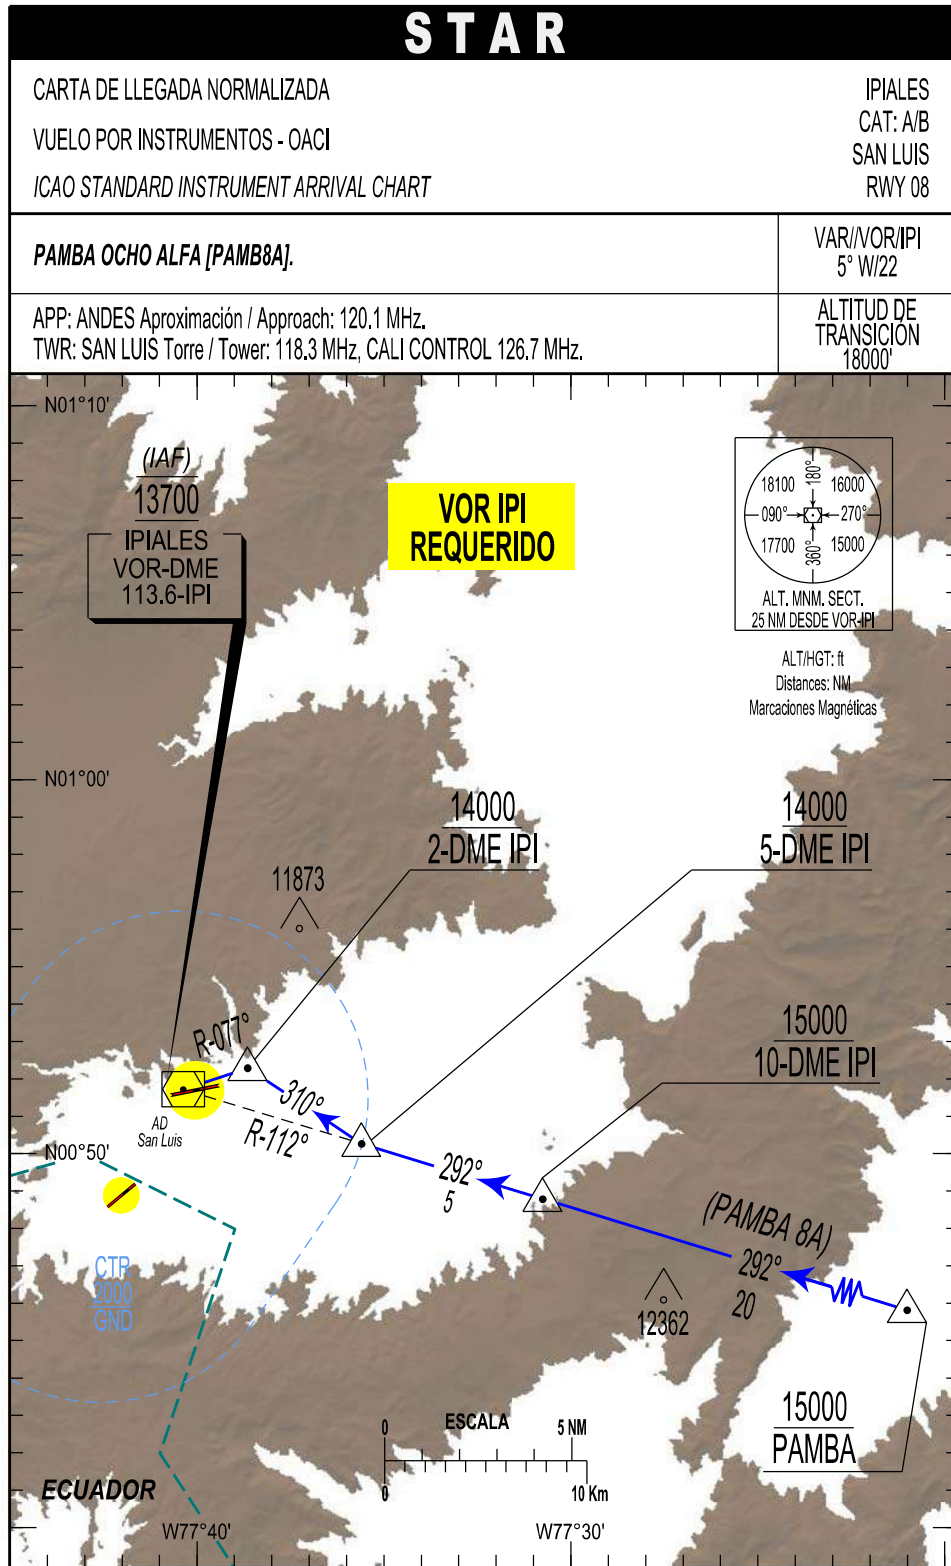 STAR
CARTA DE LLEGADA NORMALIZADA
VUELO POR INSTRUMENTOS - OACI
ICAO STANDARD INSTRUMENT ARRIVAL CHART
IPIALES
CAT: A/B
SAN LUIS
RWY 08
PAMBA OCHO ALFA [PAMB8A].
VAR//VOR/IPI
5° W/22
APP: ANDES Aproximación / Approach: 120.1 MHz.
TWR: SAN LUIS Torre / Tower: 118.3 MHz, CALI CONTROL 126.7 MHz.
ALTITUD DE
TRANSICIÓN
18000'
N01°10'
(IAF)
13700
IPIALES
VOR-DME
113.6-IPI
VOR IPI
REQUERIDO
180°
18100
16000
090°
270°
17700
15000
360°
ALT. MNM. SECT.
25 NM DESDE VOR-IPI
ALT/HGT: ft
Distances: NM
Marcaciones Magnéticas
N01°00'
14000
2-DME IPI
14000
5-DME IPI
11873
15000
10-DME IPI
R-077°
310°
R-112°
AD
San Luis
N00°50'
292°
5
(PAMBA 8A)
292°
20
CTR
2000
GND
12362
15000
PAMBA
0
ESCALA
5 NM
0
10 Km
ECUADOR
W77°40'
W77°30'